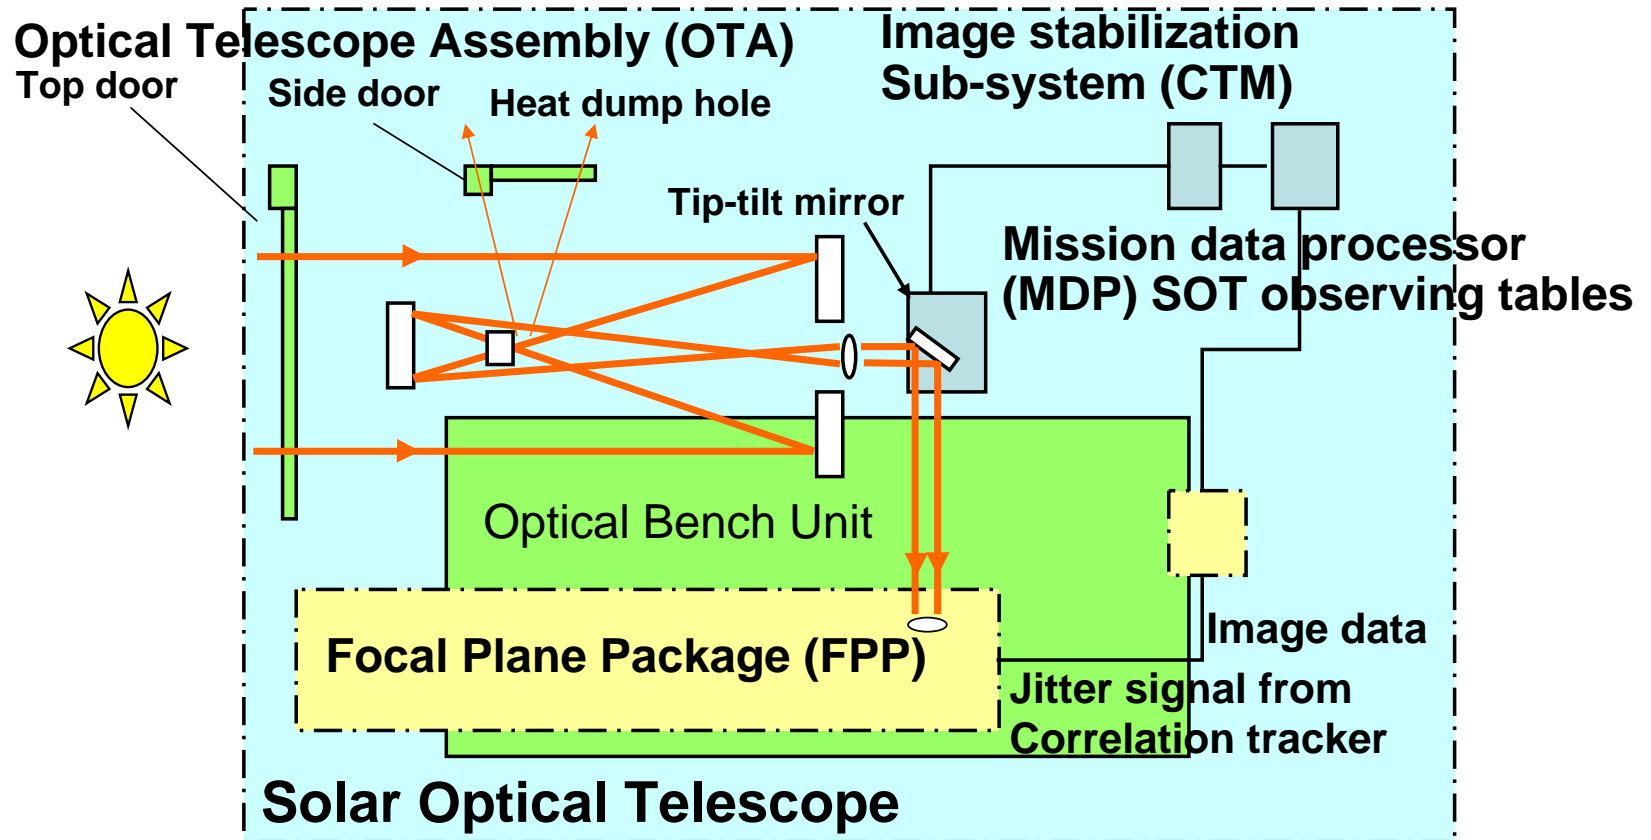 Optical Telescope Assembly (OTA)
Top door
Side door
Heat dump hole
Image stabilization
Sub-system (CTM)
Tip-tilt mirror
Mission data processor
(MDP) SOT observing tables
Optical Bench Unit
Focal Plane Package (FPP)
Image data
Jitter signal from
Correlation tracker
Solar Optical Telescope